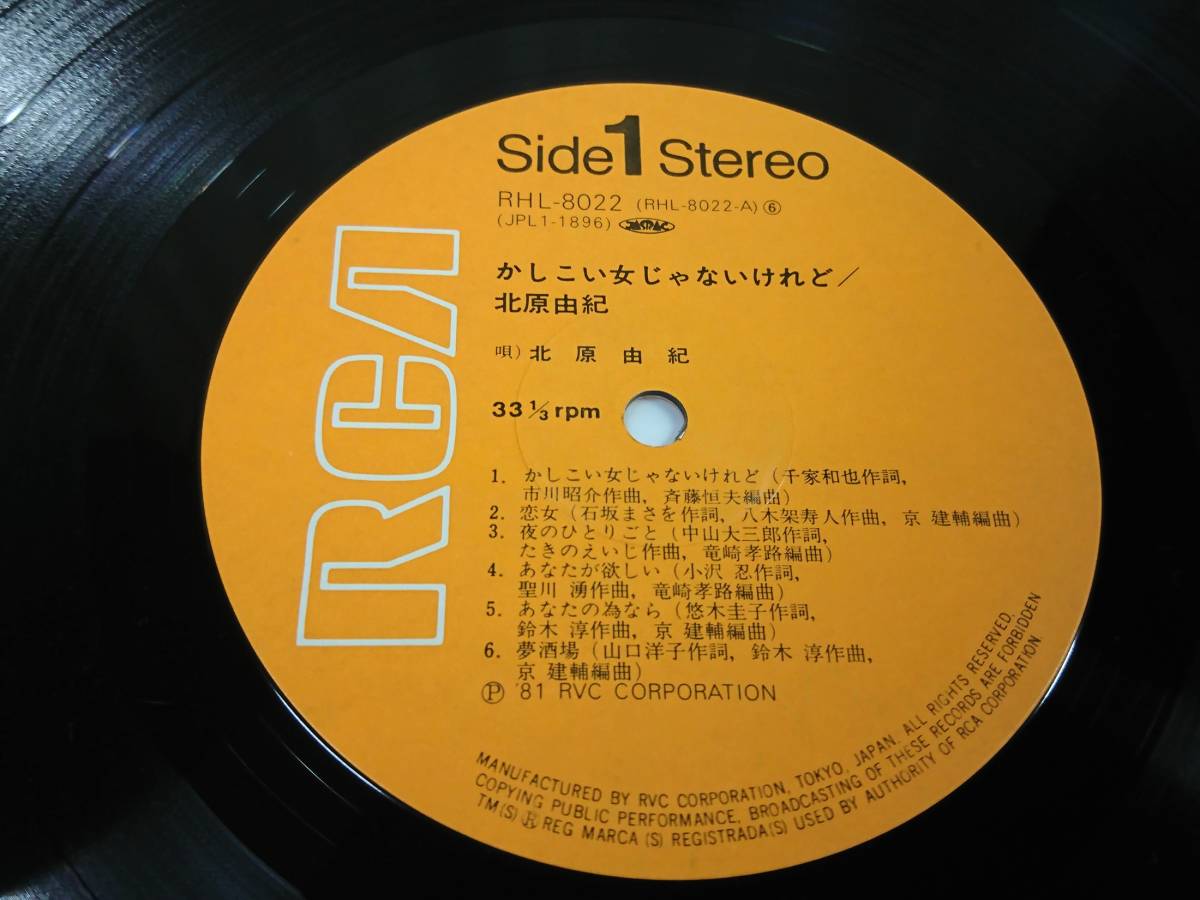 Side 1 Stereo
RHL-8022 (RHL-8022-A) ⑥
(JPL1-1896) JASRAC
かしこい女じゃないけれど／
北原由紀
唄) 北原由紀
33 1/3 rpm
1. かしこい女じゃないけれど (千家和也作詞,
市川昭介作曲, 斉藤恒夫編曲)
2. 恋女 (石坂まさを作詞, 八木架寿人作曲, 京 建輔編曲)
3. 夜のひとりごと (中山大三郎作詞,
たきのえいじ作曲, 竜崎孝路編曲)
4. あなたが欲しい (小沢 忍作詞,
聖川 湧作曲, 竜崎孝路編曲)
5. あなたの為なら (悠木圭子作詞,
鈴木 淳作曲, 京 建輔編曲)
6. 夢酒場 (山口洋子作詞, 鈴木 淳作曲,
京 建輔編曲)
Ⓟ '81 RVC CORPORATION
RCA
MANUFACTURED BY RVC CORPORATION, TOKYO, JAPAN. ALL RIGHTS RESERVED.
COPYING PUBLIC PERFORMANCE, BROADCASTING OF THESE RECORDS ARE FORBIDDEN
TM(S) ® REG MARCA (S) REGISTRADA(S) USED BY AUTHORITY OF RCA CORPORATION